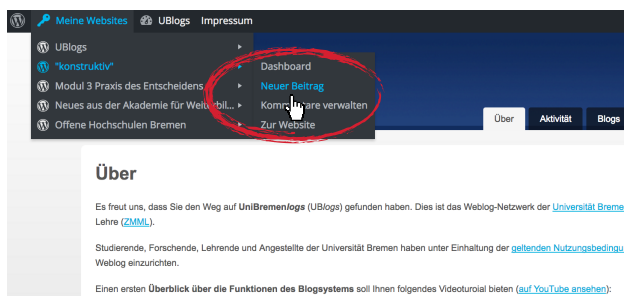 Meine Websites UBlogs Impressum
UBlogs
"konstruktiv" Dashboard
Modul 3 Praxis des Entscheidens Neuer Beitrag
Neues aus der Akademie für Weiterbil... Kommentare verwalten
Offene Hochschulen Bremen Zur Website
Über Aktivität Blogs
Über
Es freut uns, dass Sie den Weg auf UniBremenlogs (UBlogs) gefunden haben. Dies ist das Weblog-Netzwerk der Universität Breme
Lehre (ZMML).
Studierende, Forschende, Lehrende und Angestellte der Universität Bremen haben unter Einhaltung der geltenden Nutzungsbedingu
Weblog einzurichten.
Einen ersten Überblick über die Funktionen des Blogsystems soll Ihnen folgendes Videoturoial bieten (auf YouTube ansehen):